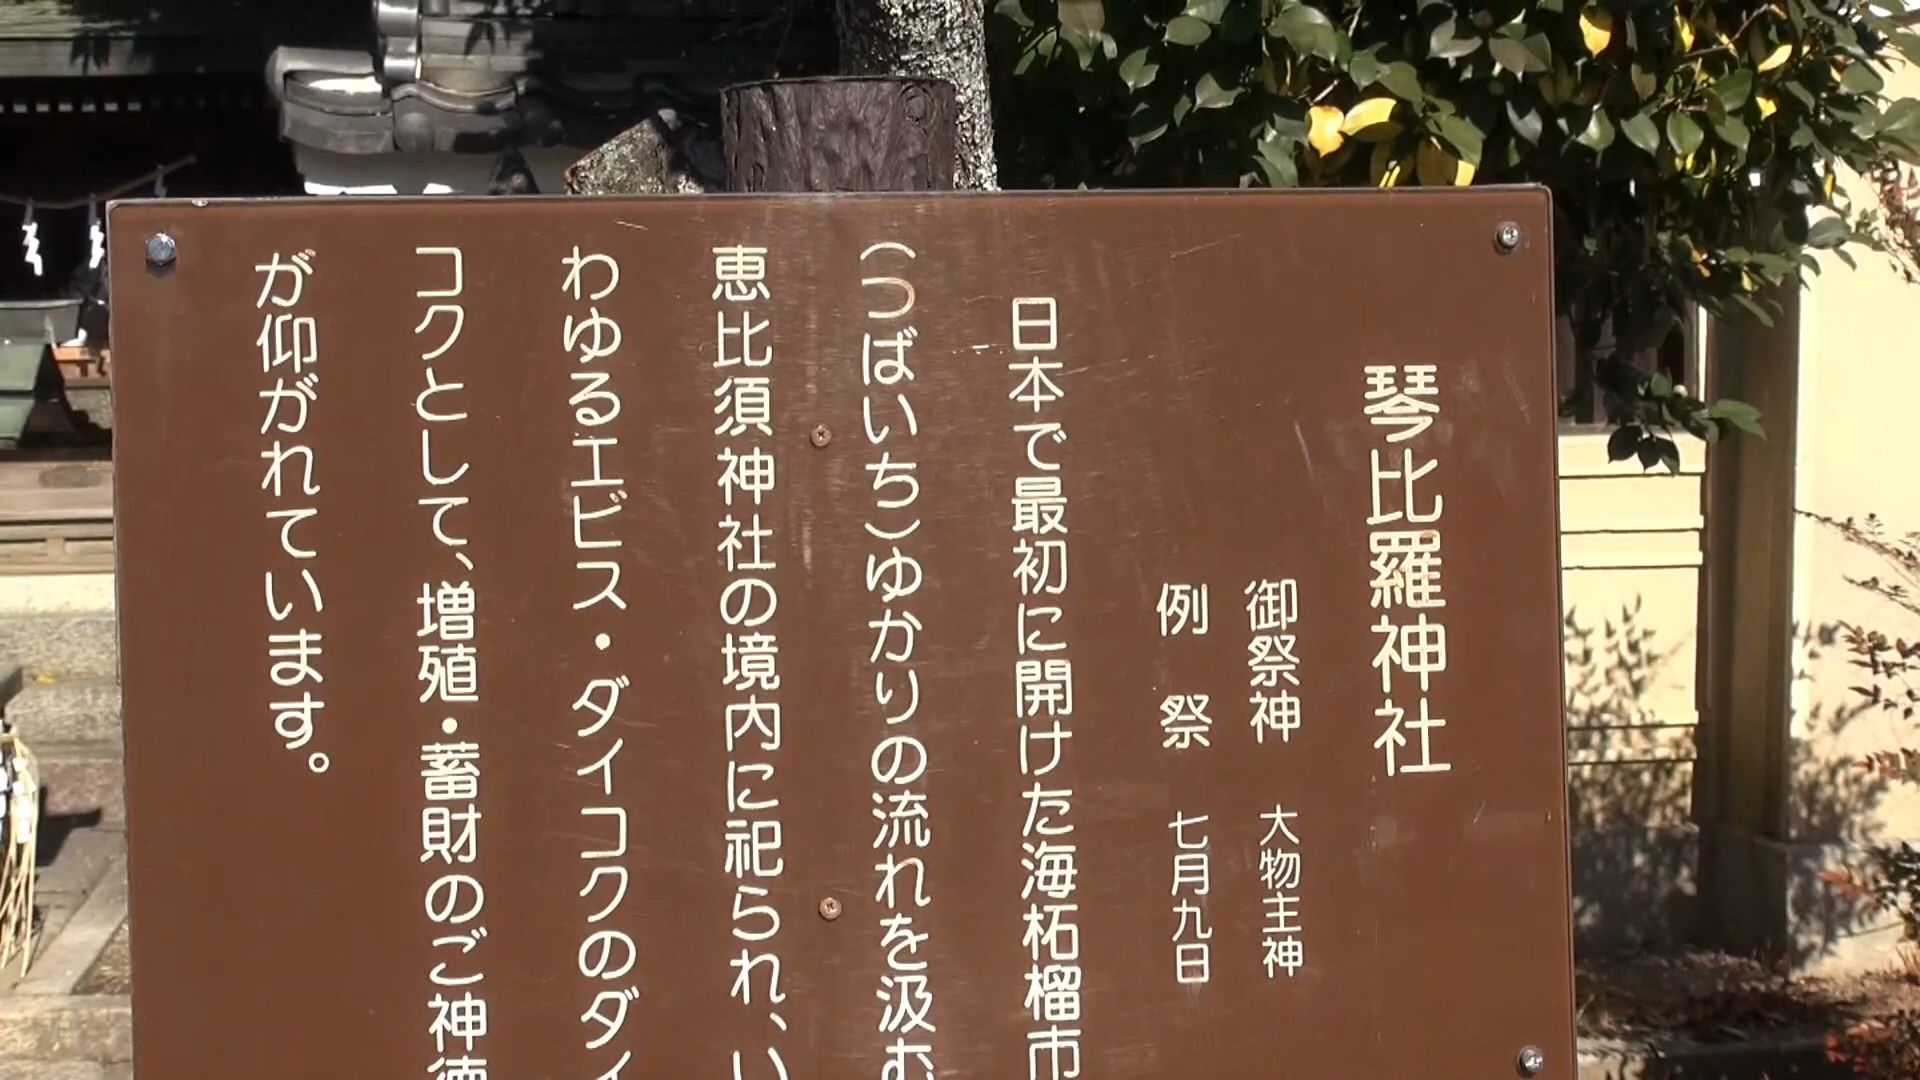 琴比羅神社
御祭神 大物主神
例 祭 七月九日
日本で最初に開けた海柘榴市
(つばいち)ゆかりの流れを汲む
恵比須神社の境内に祀られ、い
わゆるエビス・ダイコクのダイ
コクとして、増殖・蓄財のご神徳
が仰がれています。